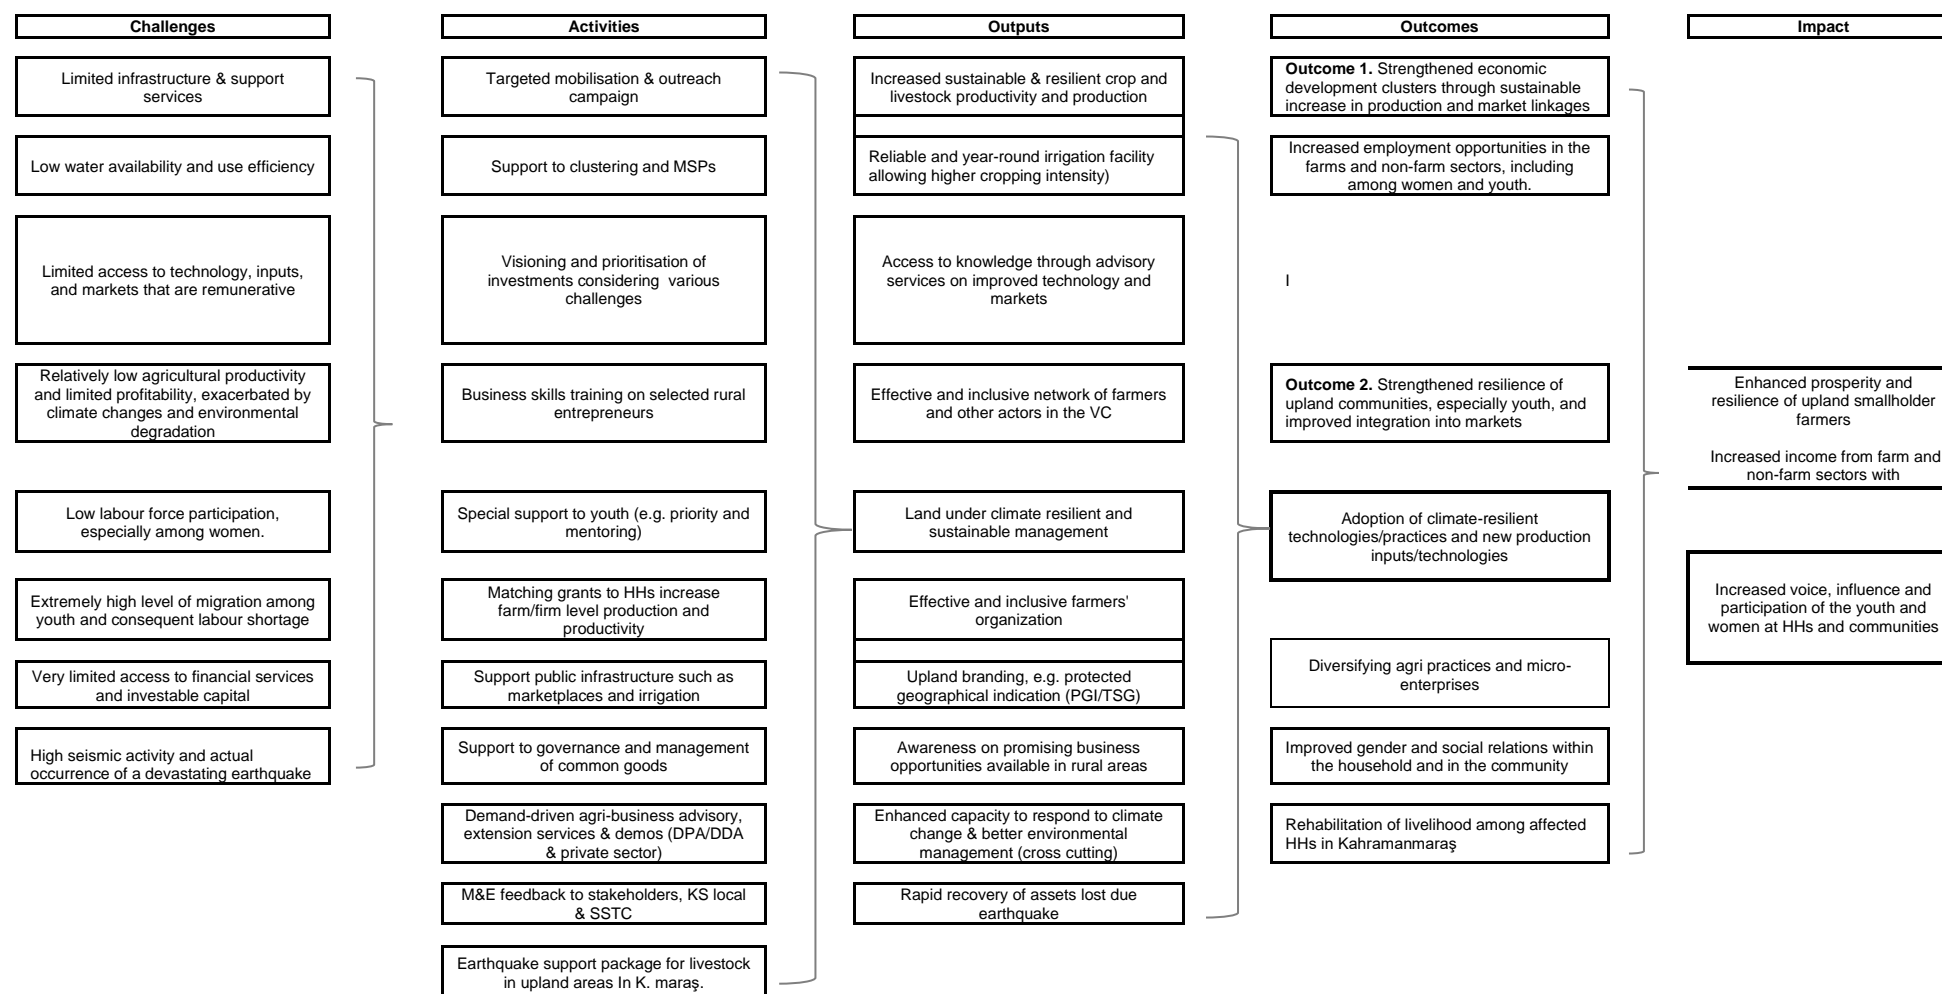 Challenges
Limited infrastructure & support
services
Low water availability and use efficiency
Limited access to technology, inputs,
and markets that are remunerative
Relatively low agricultural productivity
and limited profitability, exacerbated by
climate changes and environmental
degradation
Low labour force participation,
especially among women.
Extremely high level of migration among
youth and consequent labour shortage
Very limited access to financial services
and investable capital
High seismic activity and actual
occurrence of a devastating earthquake
Activities
Targeted mobilisation & outreach
campaign
Support to clustering and MSPs
Visioning and prioritisation of
investments considering various
challenges
Business skills training on selected rural
entrepreneurs
Special support to youth (e.g. priority and
mentoring)
Matching grants to HHs increase
farm/firm level production and
productivity
Support public infrastructure such as
marketplaces and irrigation
Support to governance and management
of common goods
Demand-driven agri-business advisory,
extension services & demos (DPA/DDA
& private sector)
M&E feedback to stakeholders, KS local
& SSTC
Earthquake support package for livestock
in upland areas In K. maraş.
Outputs
Increased sustainable & resilient crop and
livestock productivity and production
Reliable and year-round irrigation facility
allowing higher cropping intensity)
Access to knowledge through advisory
services on improved technology and
markets
Effective and inclusive network of farmers
and other actors in the VC
Land under climate resilient and
sustainable management
Effective and inclusive farmers'
organization
Upland branding, e.g. protected
geographical indication (PGI/TSG)
Awareness on promising business
opportunities available in rural areas
Enhanced capacity to respond to climate
change & better environmental
management (cross cutting)
Rapid recovery of assets lost due
earthquake
Outcomes
Outcome 1. Strengthened economic
development clusters through sustainable
increase in production and market linkages
Increased employment opportunities in the
farms and non-farm sectors, including
among women and youth.
I
Outcome 2. Strengthened resilience of
upland communities, especially youth, and
improved integration into markets
Adoption of climate-resilient
technologies/practices and new production
inputs/technologies
Diversifying agri practices and micro-
enterprises
Improved gender and social relations within
the household and in the community
Rehabilitation of livelihood among affected
HHs in Kahramanmaraş
Impact
Enhanced prosperity and
resilience of upland smallholder
farmers
Increased income from farm and
non-farm sectors with
Increased voice, influence and
participation of the youth and
women at HHs and communities